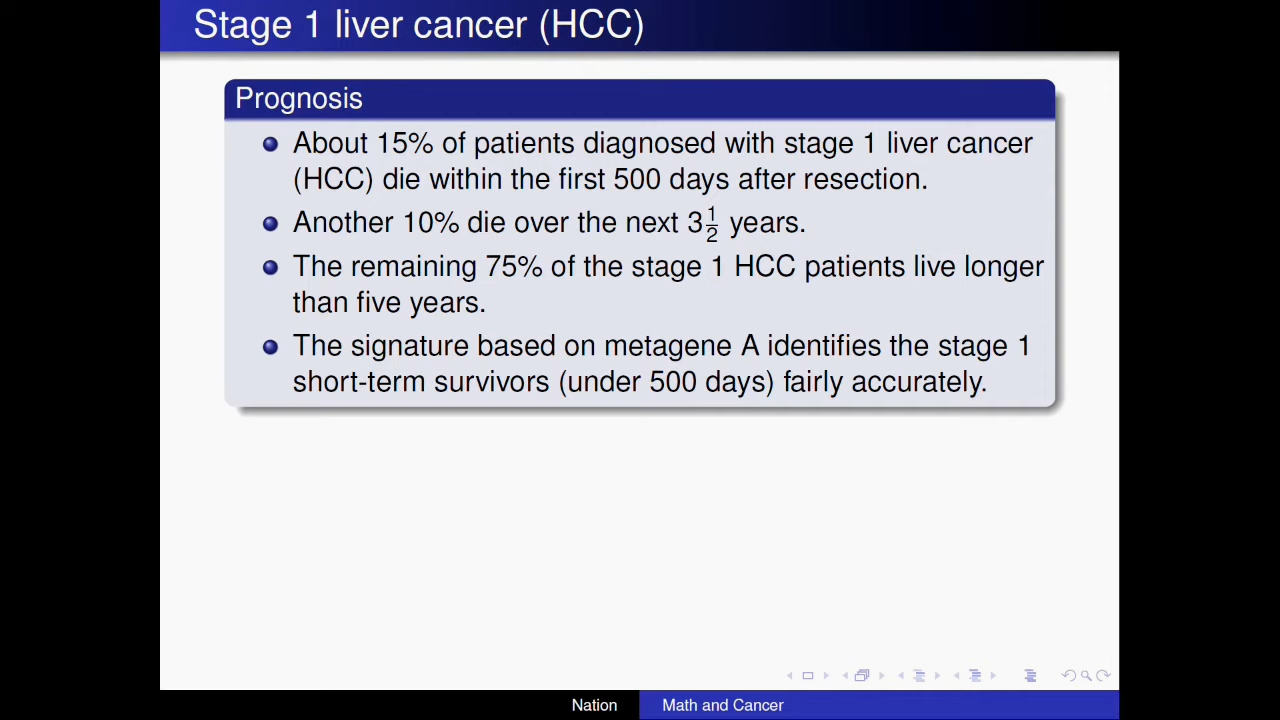 Stage 1 liver cancer (HCC)
Prognosis
About 15% of patients diagnosed with stage 1 liver cancer
(HCC) die within the first 500 days after resection.
Another 10% die over the next 3 1/2 years.
The remaining 75% of the stage 1 HCC patients live longer
than five years.
The signature based on metagene A identifies the stage 1
short-term survivors (under 500 days) fairly accurately.
Nation Math and Cancer